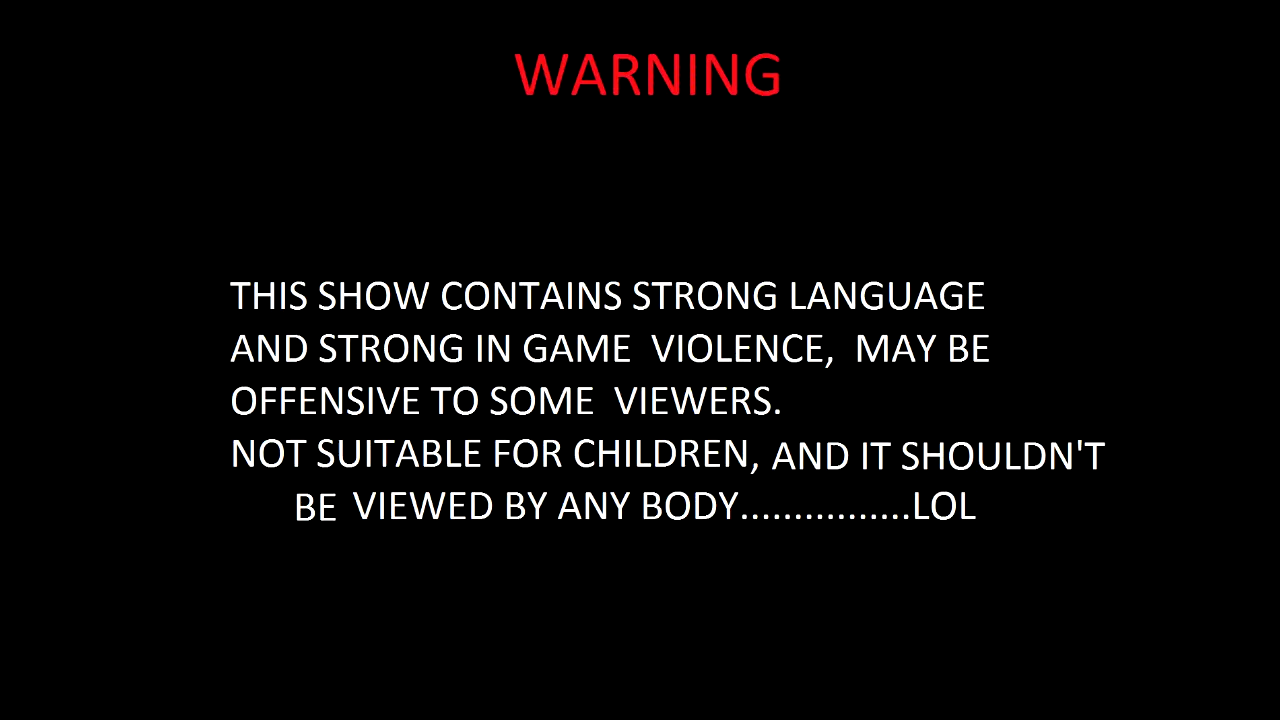 WARNING
THIS SHOW CONTAINS STRONG LANGUAGE
AND STRONG IN GAME VIOLENCE, MAY BE
OFFENSIVE TO SOME VIEWERS.
NOT SUITABLE FOR CHILDREN, AND IT SHOULDN'T
BE VIEWED BY ANY BODY................LOL